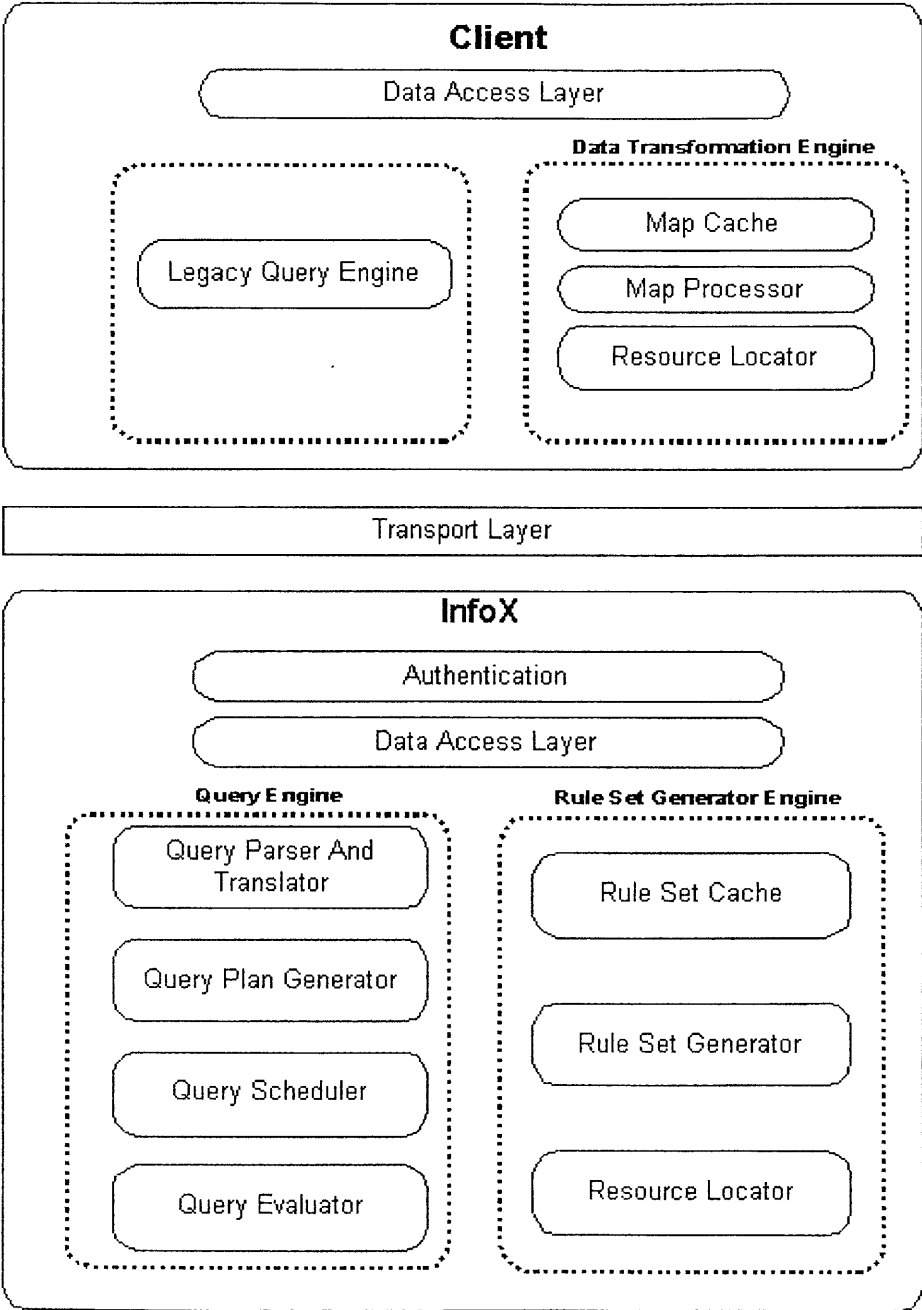 Client
Data Access Layer
Legacy Query Engine
Data Transformation Engine
Map Cache
Map Processor
Resource Locator
Transport Layer
InfoX
Authentication
Data Access Layer
Query Engine
Query Parser And
Translator
Query Plan Generator
Query Scheduler
Query Evaluator
Rule Set Generator Engine
Rule Set Cache
Rule Set Generator
Resource Locator